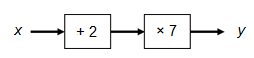 x + 2 × 7 y